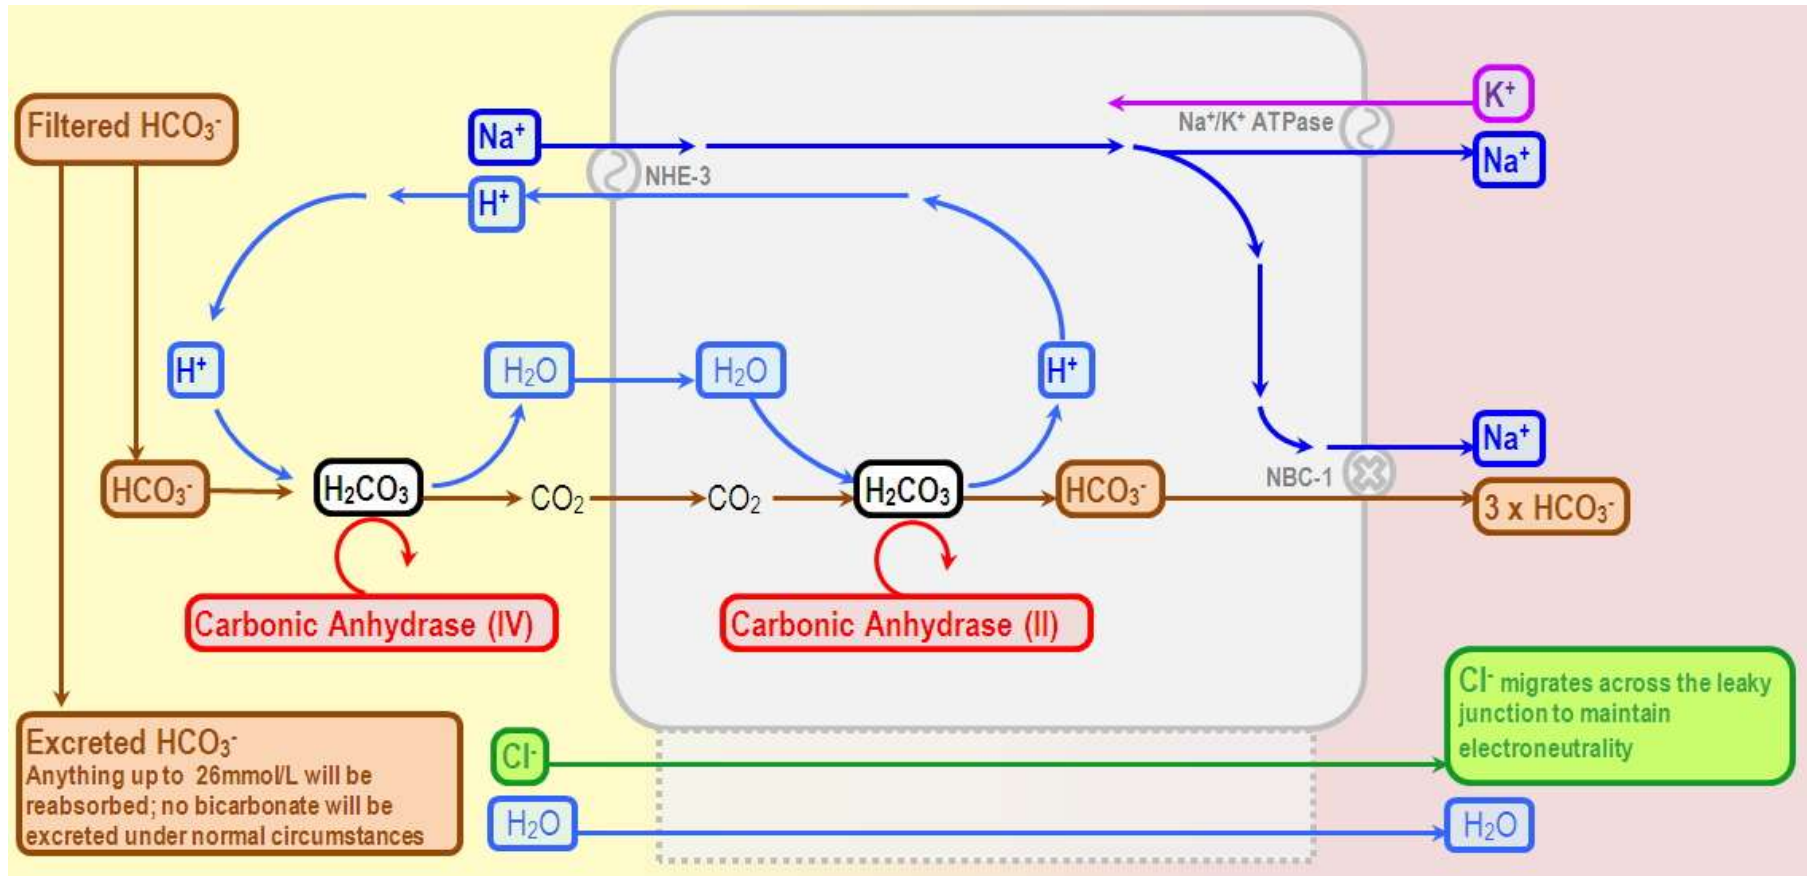 Filtered HCO₃⁻
Na⁺
H⁺
NHE-3
Na⁺/K⁺ ATPase
K⁺
Na⁺
H⁺
H₂O
H₂O
H⁺
HCO₃⁻
H₂CO₃
CO₂
CO₂
H₂CO₃
HCO₃⁻
NBC-1
Na⁺
3 x HCO₃⁻
Carbonic Anhydrase (IV)
Carbonic Anhydrase (II)
Excreted HCO₃⁻
Anything up to 26mmol/L will be
reabsorbed; no bicarbonate will be
excreted under normal circumstances
Cl⁻
H₂O
Cl⁻ migrates across the leaky
junction to maintain
electroneutrality
H₂O